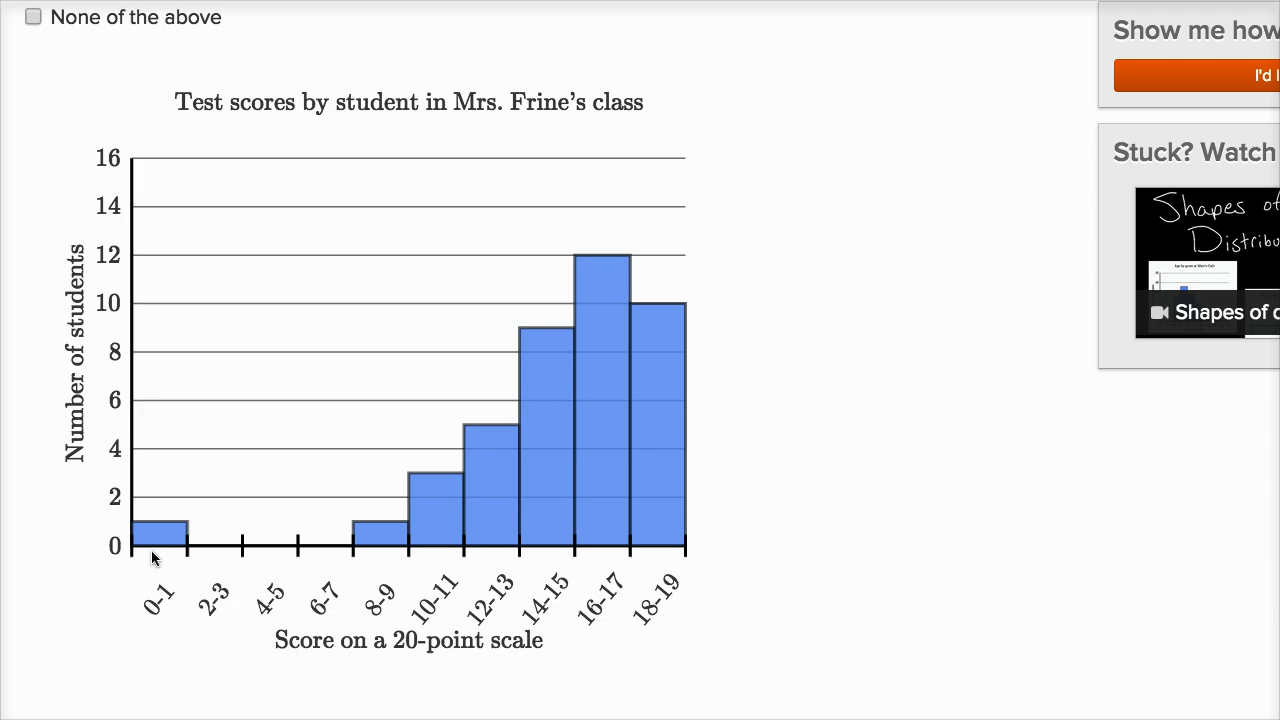 None of the above
Show me how
I'd l
Test scores by student in Mrs. Frine's class
Stuck? Watch
16
14
12
10
8
6
4
2
0
Number of students
0-1
2-3
4-5
6-7
8-9
10-11
12-13
14-15
16-17
18-19
Score on a 20-point scale
Shapes of
Distribu
Shapes of d